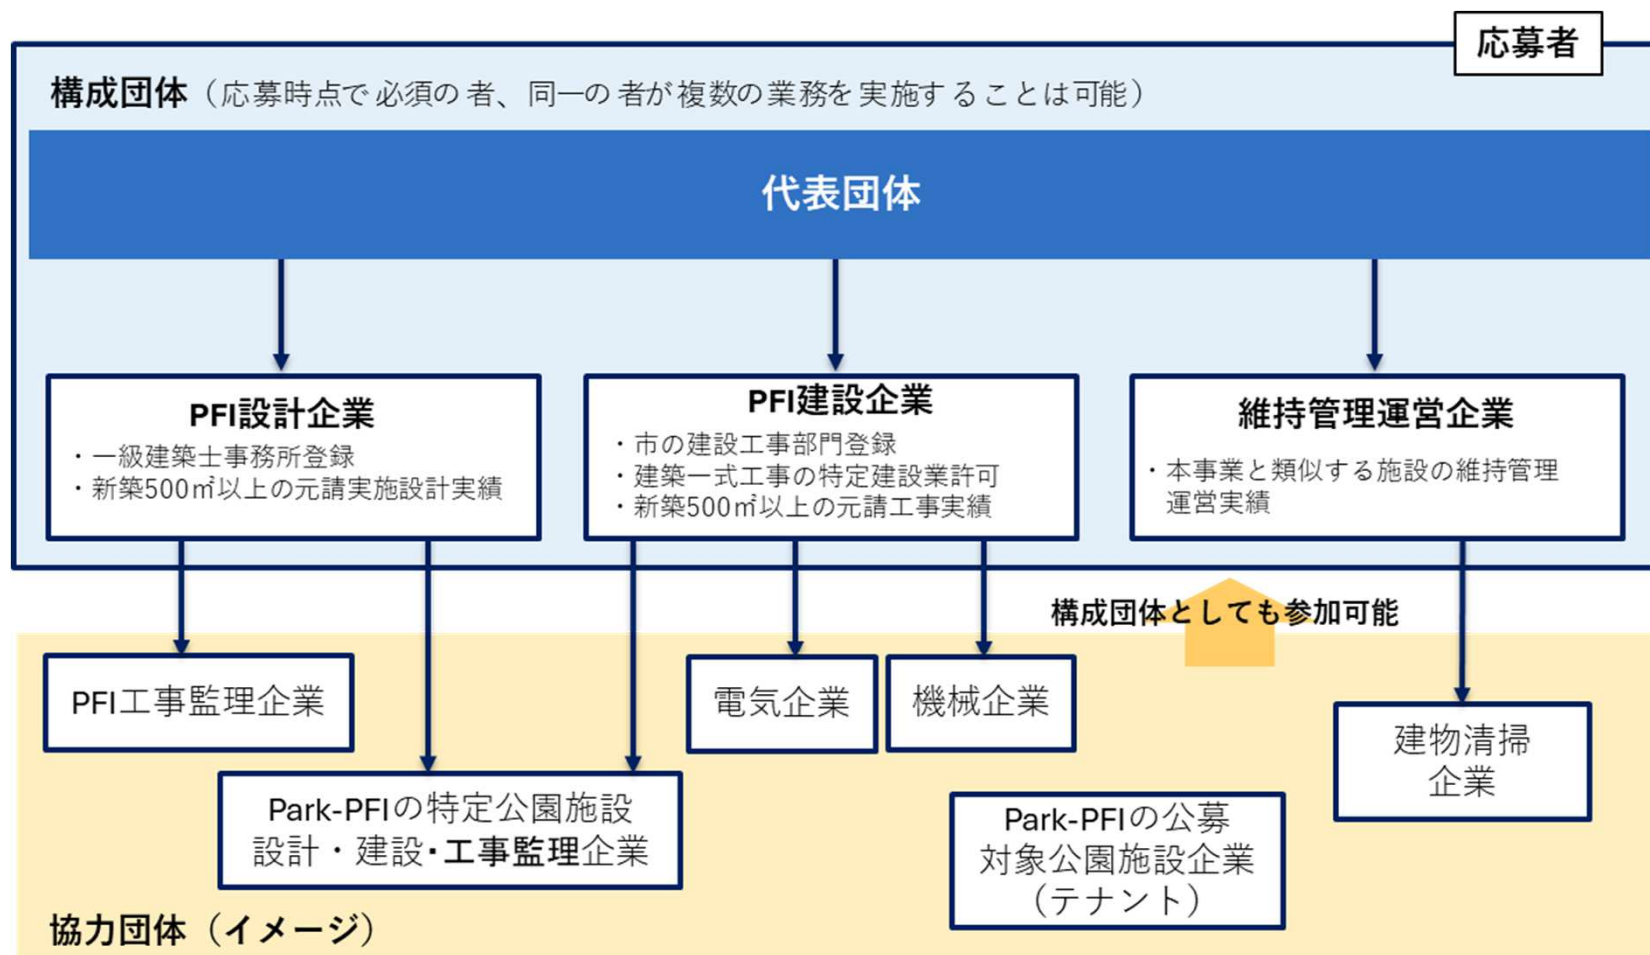 応募者
構成団体（応募時点で必須の者、同一の者が複数の業務を実施することは可能）
代表団体
PFI設計企業
・一級建築士事務所登録
・新築500㎡以上の元請実施設計実績
PFI建設企業
・市の建設工事部門登録
・建築一式工事の特定建設業許可
・新築500㎡以上の元請工事実績
維持管理運営企業
・本事業と類似する施設の維持管理
運営実績
構成団体としても参加可能
PFI工事監理企業
電気企業
機械企業
建物清掃
企業
Park-PFIの特定公園施設
設計・建設・工事監理企業
Park-PFIの公募
対象公園施設企業
（テナント）
協力団体（イメージ）